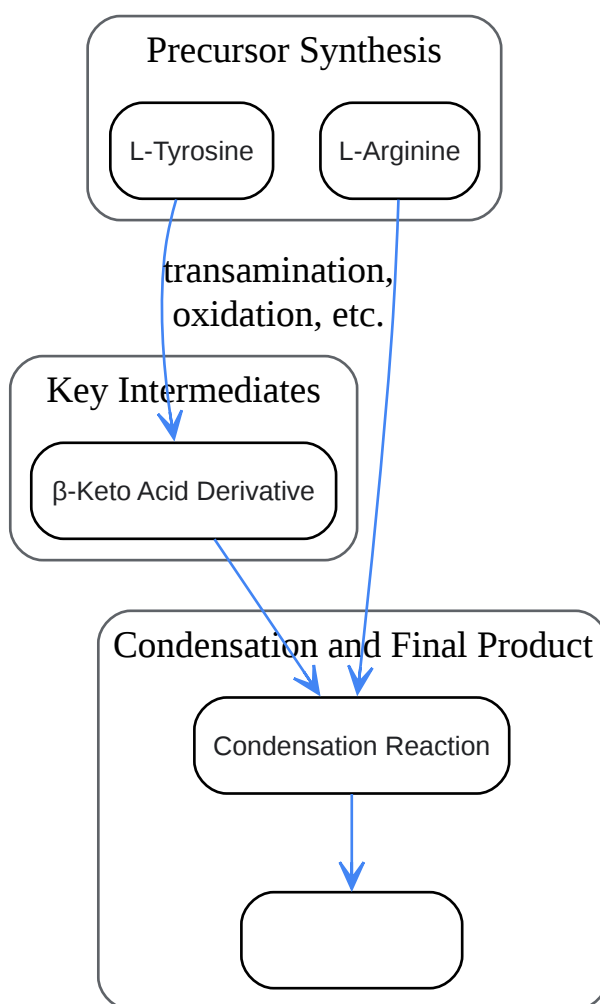 Precursor Synthesis
L-Tyrosine
L-Arginine
transamination,
oxidation, etc.
Key Intermediates
β-Keto Acid Derivative
Condensation and Final Product
Condensation Reaction